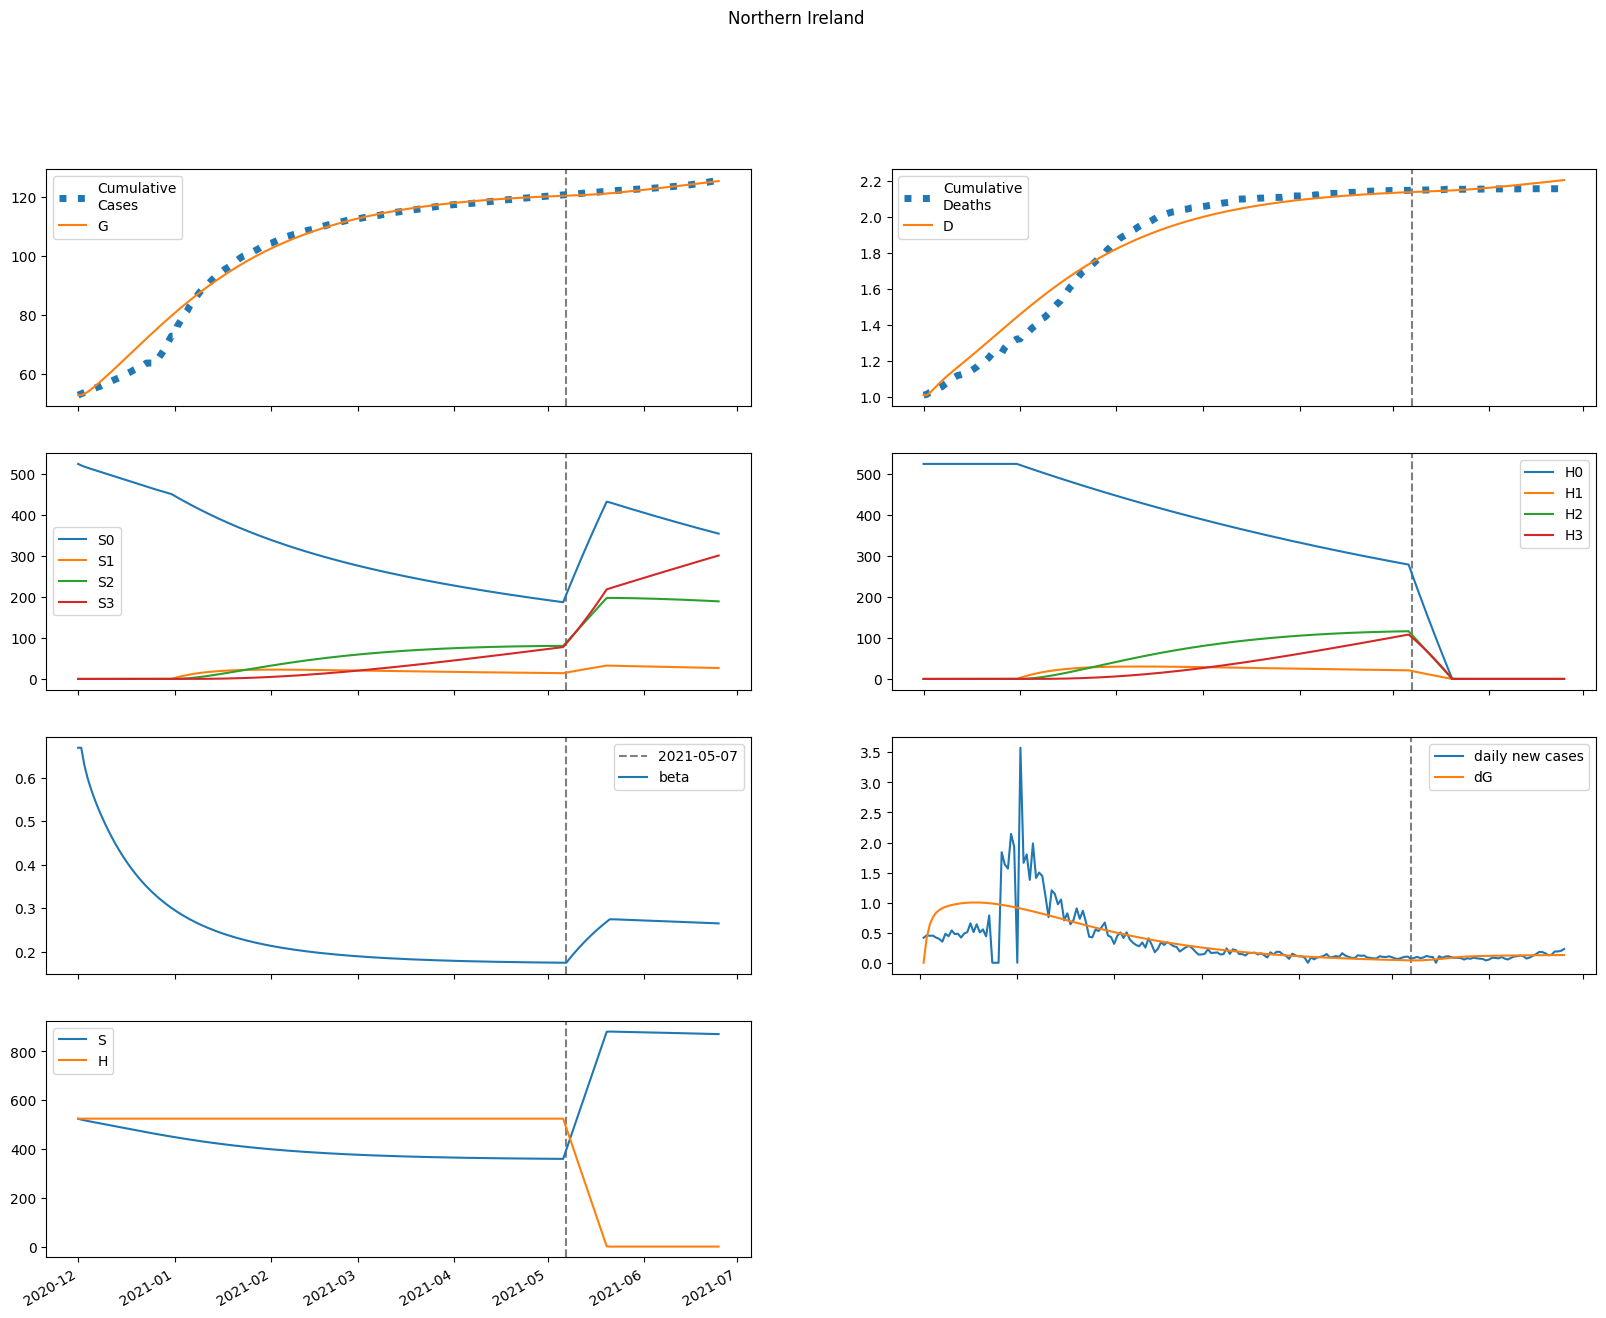 Northern Ireland
120
100
80
60
Cumulative
Cases
G
2.2
2.0
1.8
1.6
1.4
1.2
1.0
Cumulative
Deaths
D
500
400
300
200
100
0
S0
S1
S2
S3
500
400
300
200
100
0
H0
H1
H2
H3
0.6
0.5
0.4
0.3
0.2
2021-05-07
beta
3.5
3.0
2.5
2.0
1.5
1.0
0.5
0.0
daily new cases
dG
800
600
400
200
0
S
H
2020-12
2021-01
2021-02
2021-03
2021-04
2021-05
2021-06
2021-07